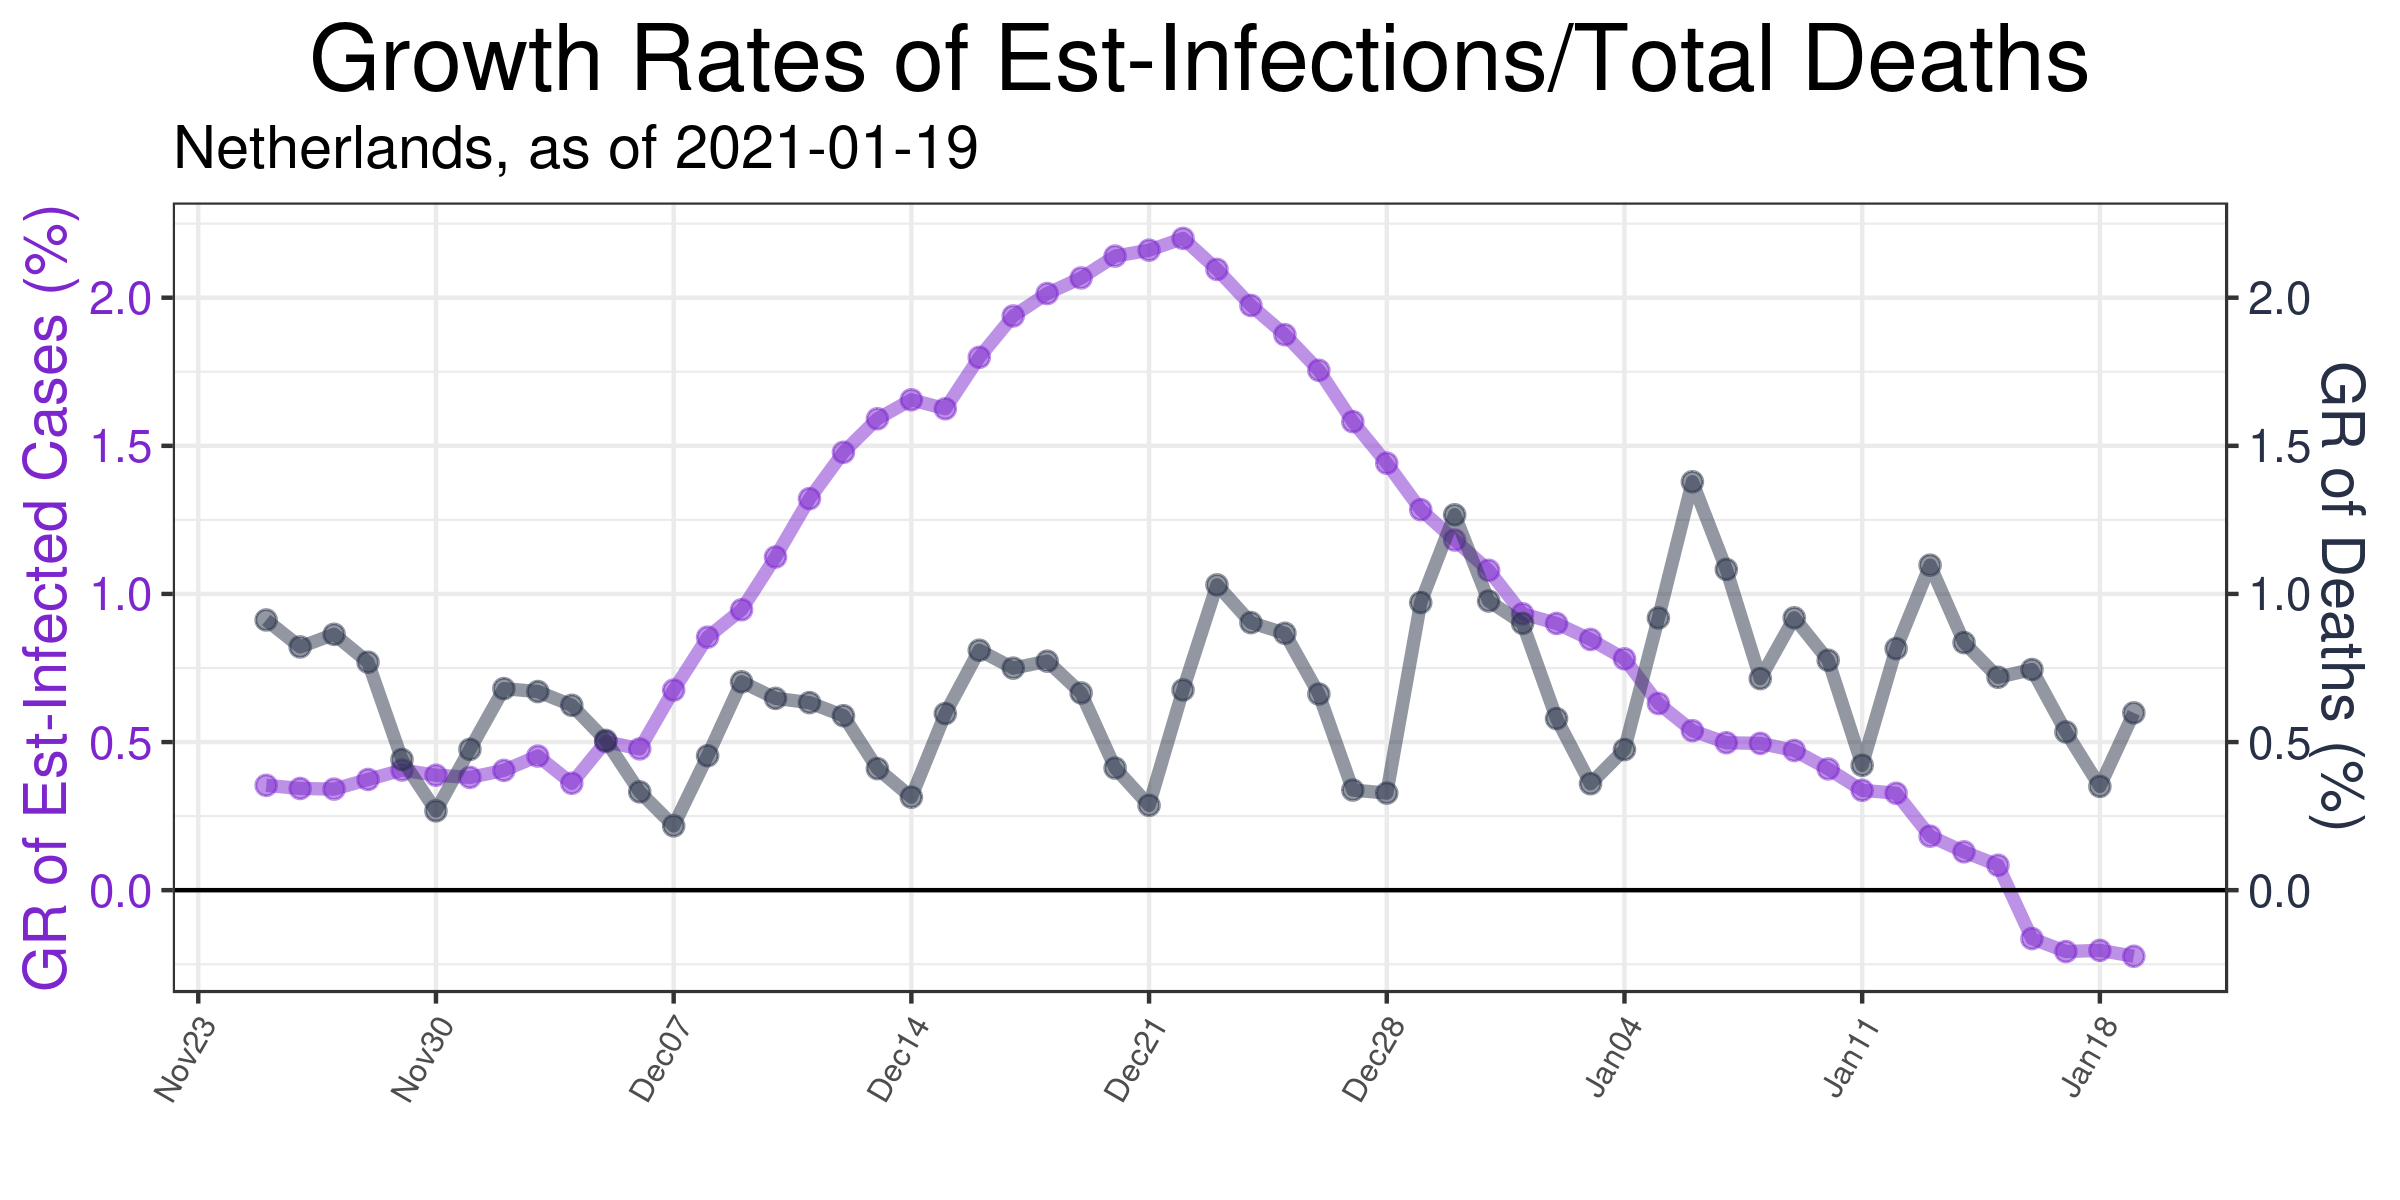 Growth Rates of Est-Infections/Total Deaths
Netherlands, as of 2021-01-19
GR of Est-Infected Cases (%)
2.0
1.5
1.0
0.5
0.0
2.0
1.5
1.0
0.5
0.0
GR of Deaths (%)
Nov23
Nov30
Dec07
Dec14
Dec21
Dec28
Jan04
Jan11
Jan18